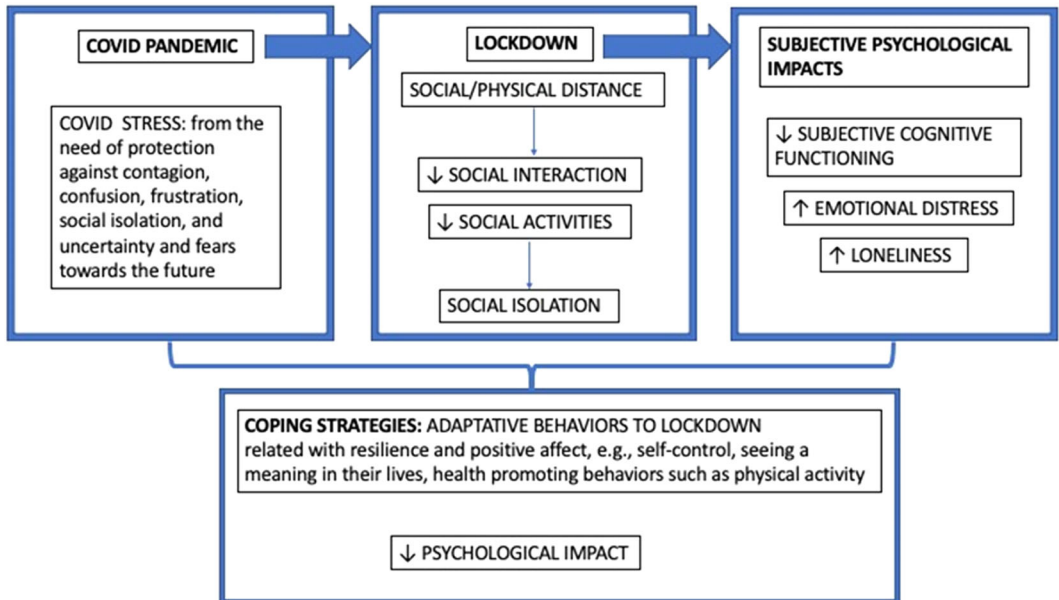 COVID PANDEMIC
COVID STRESS: from the
need of protection
against contagion,
confusion, frustration,
social isolation, and
uncertainty and fears
towards the future
LOCKDOWN
SOCIAL/PHYSICAL DISTANCE
↓ SOCIAL INTERACTION
↓ SOCIAL ACTIVITIES
SOCIAL ISOLATION
SUBJECTIVE PSYCHOLOGICAL
IMPACTS
↓ SUBJECTIVE COGNITIVE
FUNCTIONING
↑ EMOTIONAL DISTRESS
↑ LONELINESS
COPING STRATEGIES: ADAPTATIVE BEHAVIORS TO LOCKDOWN
related with resilience and positive affect, e.g., self-control, seeing a
meaning in their lives, health promoting behaviors such as physical activity
↓ PSYCHOLOGICAL IMPACT